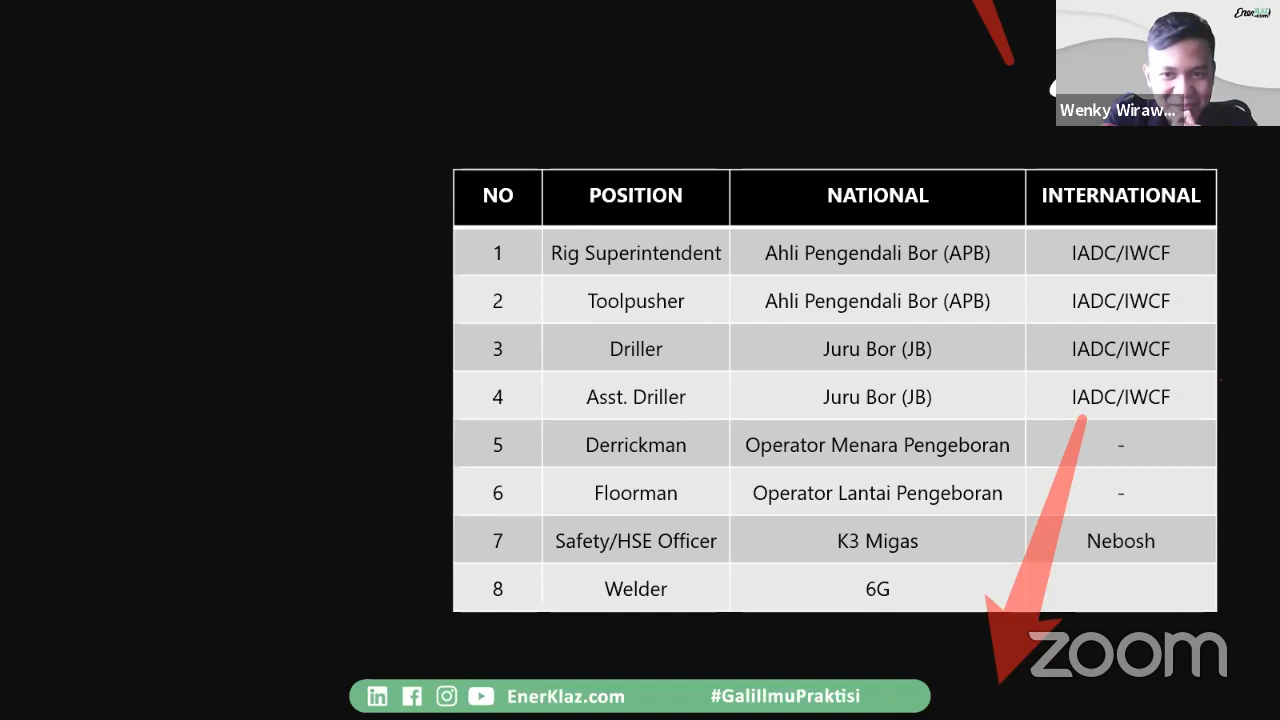 EnerKLAZ
.com
Wenky Wiraw...
NO POSITION NATIONAL INTERNATIONAL
1 Rig Superintendent Ahli Pengendali Bor (APB) IADC/IWCF
2 Toolpusher Ahli Pengendali Bor (APB) IADC/IWCF
3 Driller Juru Bor (JB) IADC/IWCF
4 Asst. Driller Juru Bor (JB) IADC/IWCF
5 Derrickman Operator Menara Pengeboran -
6 Floorman Operator Lantai Pengeboran -
7 Safety/HSE Officer K3 Migas Nebosh
8 Welder 6G
zoom
EnerKlaz.com #GaliIlmuPraktisi